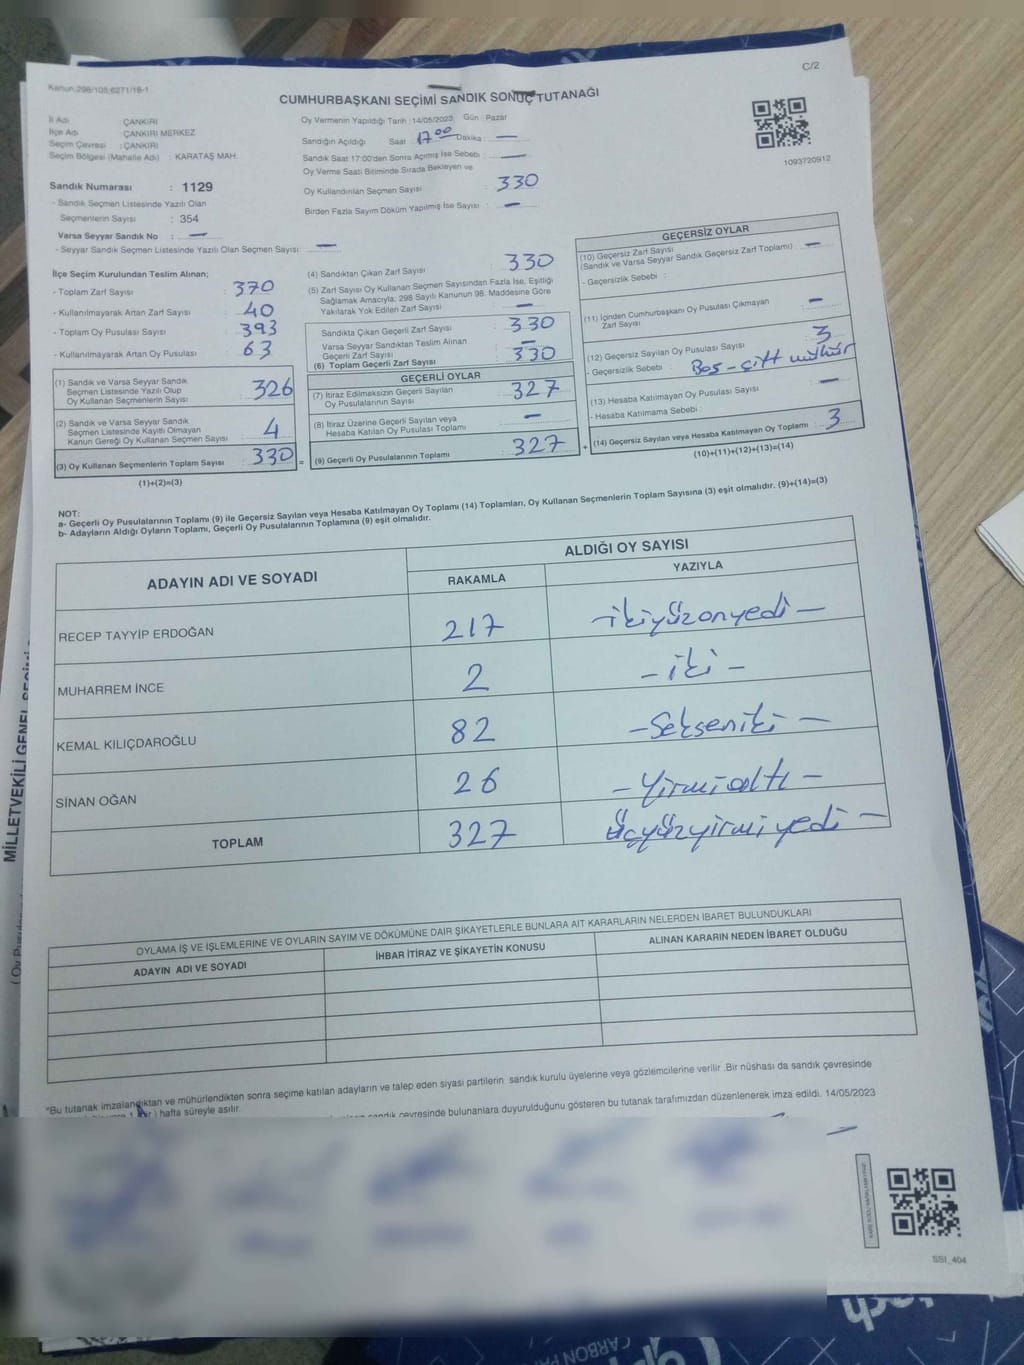 C/2
Kanun:298/105;6271/18-1
CUMHURBAŞKANI SEÇİMİ SANDIK SONUÇ TUTANAĞI
İl Adı : ÇANKIRI
İlçe Adı : ÇANKIRI MERKEZ
Seçim Çevresi : ÇANKIRI
Seçim Bölgesi (Mahalle Adı) : KARATAŞ MAH.
Sandık Numarası : 1129
- Sandık Seçmen Listesinde Yazılı Olan
Seçmenlerin Sayısı : 354
Varsa Seyyar Sandık No : —
- Seyyar Sandık Seçmen Listesinde Yazılı Olan Seçmen Sayısı : —
Oy Vermenin Yapıldığı Tarih :14/05/2023 Gün : Pazar
Sandığın Açıldığı Saat : 17 00 Dakika : —
Sandık Saat 17:00'den Sonra Açılmış İse Sebebi : —
Oy Verme Saati Bitiminde Sırada Bekleyen ve
Oy Kullandırılan Seçmen Sayısı : 330
Birden Fazla Sayım Döküm Yapılmış İse Sayısı : —
1093720912
İlçe Seçim Kurulundan Teslim Alınan;
- Toplam Zarf Sayısı : 370
- Kullanılmayarak Artan Zarf Sayısı : 40
- Toplam Oy Pusulası Sayısı : 393
- Kullanılmayarak Artan Oy Pusulası : 63
(1) Sandık ve Varsa Seyyar Sandık
Seçmen Listesinde Yazılı Olup
Oy Kullanan Seçmenlerin Sayısı : 326
(2) Sandık ve Varsa Seyyar Sandık
Seçmen Listesinde Kayıtlı Olmayan
Kanun Gereği Oy Kullanan Seçmen Sayısı : 4
(3) Oy Kullanan Seçmenlerin Toplam Sayısı : 330 =
(1)+(2)=(3)
(4) Sandıktan Çıkan Zarf Sayısı : 330
(5) Zarf Sayısı Oy Kullanan Seçmen Sayısından Fazla İse, Eşitliği
Sağlamak Amacıyla, 298 Sayılı Kanunun 98. Maddesine Göre
Yakılarak Yok Edilen Zarf Sayısı : —
Sandıkta Çıkan Geçerli Zarf Sayısı : 330
Varsa Seyyar Sandıktan Teslim Alınan
Geçerli Zarf Sayısı : —
(6) Toplam Geçerli Zarf Sayısı : 330
GEÇERLİ OYLAR
(7) İtiraz Edilmeksizin Geçerli Sayılan
Oy Pusulalarının Sayısı : 327
(8) İtiraz Üzerine Geçerli Sayılan veya
Hesaba Katılan Oy Pusulası Toplamı : —
(9) Geçerli Oy Pusulalarının Toplamı : 327 +
GEÇERSİZ OYLAR
(10) Geçersiz Zarf Sayısı
(Sandık ve Varsa Seyyar Sandık Geçersiz Zarf Toplamı) : —
- Geçersizlik Sebebi :
(11) İçinden Cumhurbaşkanı Oy Pusulası Çıkmayan
Zarf Sayısı : —
(12) Geçersiz Sayılan Oy Pusulası Sayısı : 3
- Geçersizlik Sebebi : Boş - çift mühür
(13) Hesaba Katılmayan Oy Pusulası Sayısı : —
- Hesaba Katılmama Sebebi :
(14) Geçersiz Sayılan veya Hesaba Katılmayan Oy Toplamı : 3
(10)+(11)+(12)+(13)=(14)
NOT:
a- Geçerli Oy Pusulalarının Toplamı (9) ile Geçersiz Sayılan veya Hesaba Katılmayan Oy Toplamı (14) Toplamları, Oy Kullanan Seçmenlerin Toplam Sayısına (3) eşit olmalıdır. (9)+(14)=(3)
b- Adayların Aldığı Oyların Toplamı, Geçerli Oy Pusulalarının Toplamına (9) eşit olmalıdır.
ADAYIN ADI VE SOYADI
ALDIĞI OY SAYISI
RAKAMLA YAZIYLA
RECEP TAYYİP ERDOĞAN 217 -ikiyüzonyedi-
MUHARREM İNCE 2 -iki-
KEMAL KILIÇDAROĞLU 82 -Sekseniki-
SİNAN OĞAN 26 -Yirmialtı-
TOPLAM 327 Üçyüzyirmiyedi-
OYLAMA İŞ VE İŞLEMLERİNE VE OYLARIN SAYIM VE DÖKÜMÜNE DAİR ŞİKAYETLERLE BUNLARA AİT KARARLARIN NELERDEN İBARET BULUNDUKLARI
ADAYIN ADI VE SOYADI İHBAR İTİRAZ VE ŞİKAYETİN KONUSU ALINAN KARARIN NEDEN İBARET OLDUĞU
*Bu tutanak imzalandıktan ve mühürlendikten sonra seçime katılan adayların ve talep eden siyasi partilerin sandık kurulu üyelerine veya gözlemcilerine verilir .Bir nüshası da sandık çevresinde
) hafta süreyle asılır.
sandık çevresinde bulunanlara duyurulduğunu gösteren bu tutanak tarafımızdan düzenlenerek imza edildi. 14/05/2023
SSI_404
MİLLETVEKİLİ GENEL
CARBON